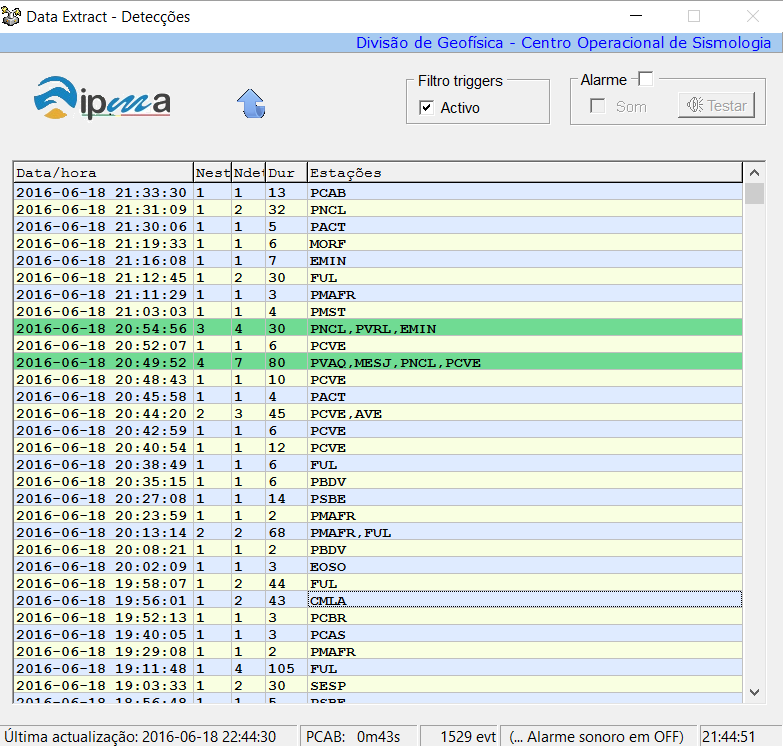 Data Extract - Detecções
Divisão de Geofísica - Centro Operacional de Sismologia
ipma
Filtro triggers
Activo
Alarme
Som
Testar
Data/hora Nest Ndet Dur Estações
2016-06-18 21:33:30 1 1 13 PCAB
2016-06-18 21:31:09 1 2 32 PNCL
2016-06-18 21:30:06 1 1 5 PACT
2016-06-18 21:19:33 1 1 6 MORF
2016-06-18 21:16:08 1 1 7 EMIN
2016-06-18 21:12:45 1 2 30 FUL
2016-06-18 21:11:29 1 1 3 PMAFR
2016-06-18 21:03:03 1 1 4 PMST
2016-06-18 20:54:56 3 4 30 PNCL,PVRL,EMIN
2016-06-18 20:52:07 1 1 6 PCVE
2016-06-18 20:49:52 4 7 80 PVAQ,MESJ,PNCL,PCVE
2016-06-18 20:48:43 1 1 10 PCVE
2016-06-18 20:45:58 1 1 4 PACT
2016-06-18 20:44:20 2 3 45 PCVE,AVE
2016-06-18 20:42:59 1 1 6 PCVE
2016-06-18 20:40:54 1 1 12 PCVE
2016-06-18 20:38:49 1 1 6 FUL
2016-06-18 20:35:15 1 1 6 PBDV
2016-06-18 20:27:08 1 1 14 PSBE
2016-06-18 20:23:59 1 1 2 PMAFR
2016-06-18 20:13:14 2 2 68 PMAFR,FUL
2016-06-18 20:08:21 1 1 2 PBDV
2016-06-18 20:02:09 1 1 3 EOSO
2016-06-18 19:58:07 1 2 44 FUL
2016-06-18 19:56:01 1 2 43 CMLA
2016-06-18 19:52:13 1 1 3 PCBR
2016-06-18 19:40:05 1 1 3 PCAS
2016-06-18 19:29:08 1 1 2 PMAFR
2016-06-18 19:11:48 1 4 105 FUL
2016-06-18 19:03:33 1 2 30 SESP
2016-06-18 18:56:48 1 1 5 PSBE
Última actualização: 2016-06-18 22:44:30 PCAB: 0m43s 1529 evt (... Alarme sonoro em OFF) 21:44:51